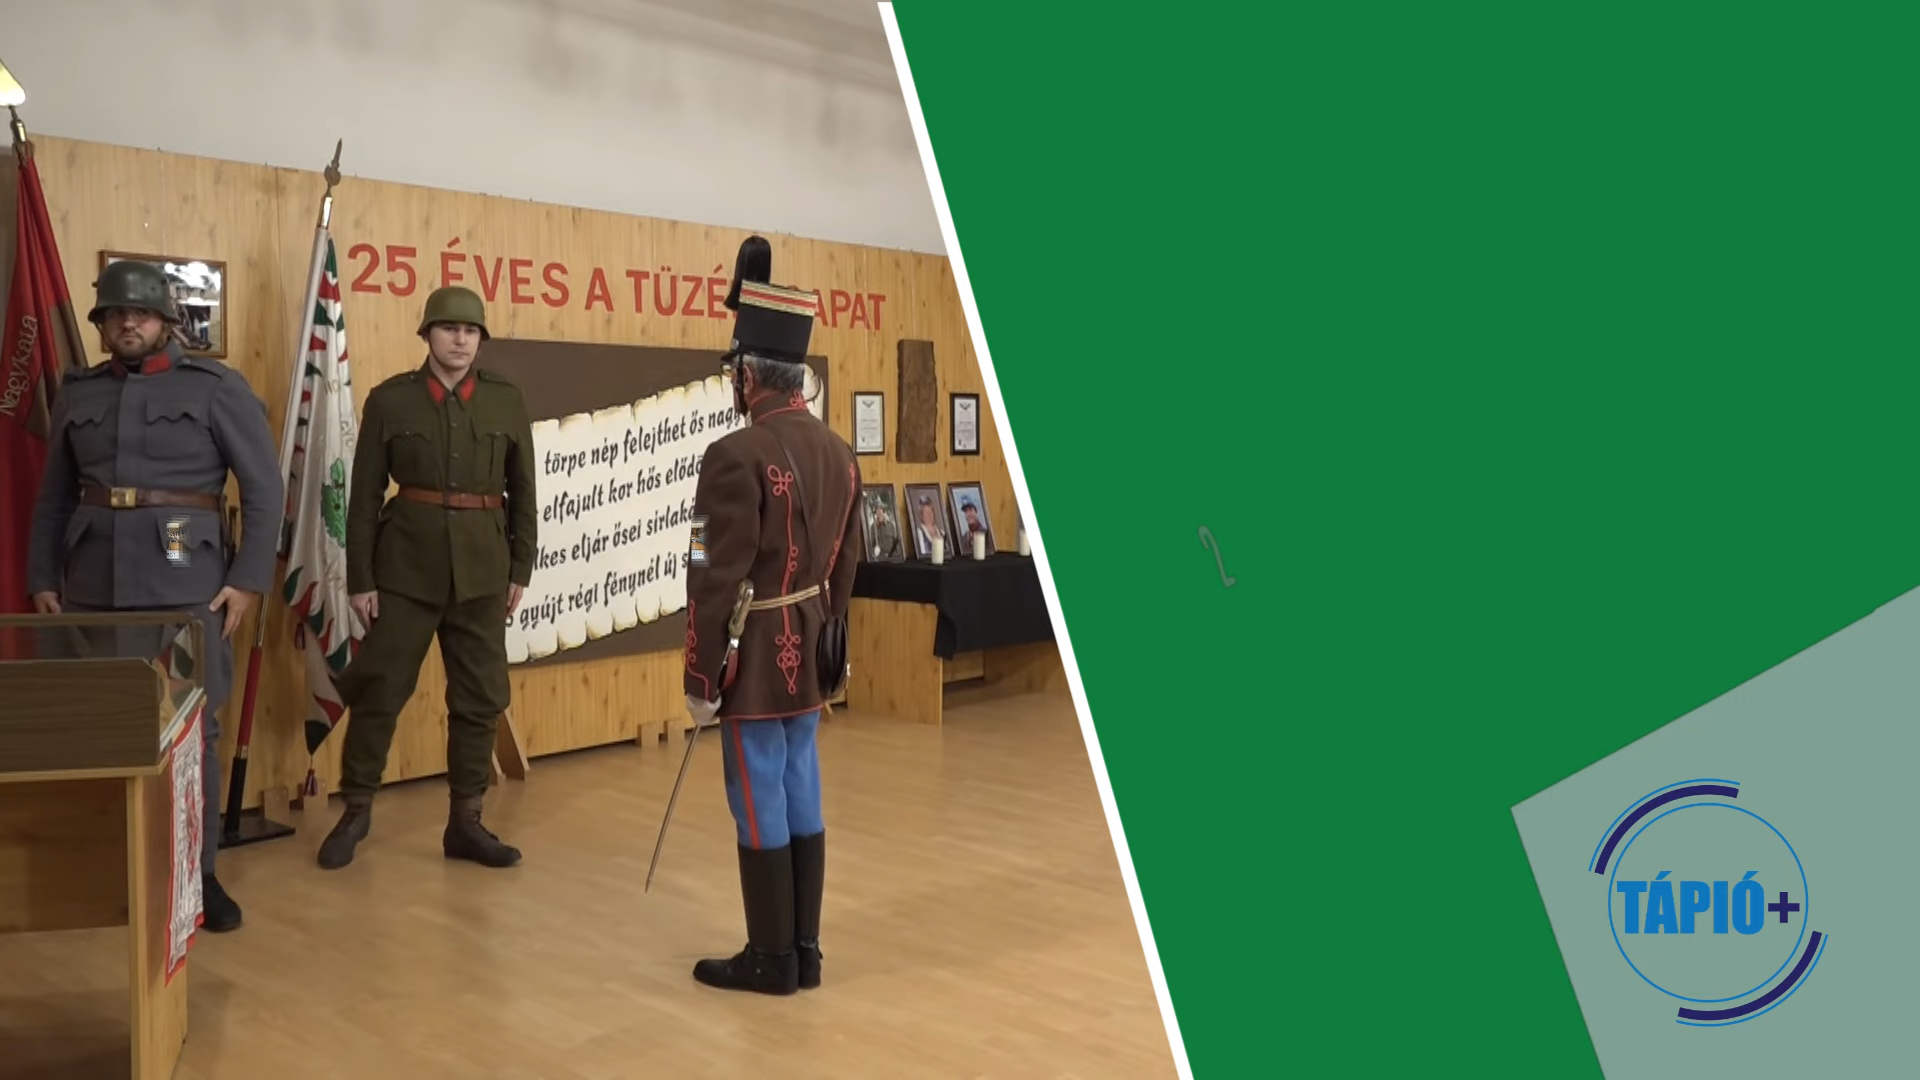 25 ÉVES A TÜZÉ APAT
Nagykáta
törpe nép felejthet ős nagy
elfajult kor hős elődö
lkes eljár ősei sírlaká
s gyújt régi fénynél új s
TÁPIÓ+